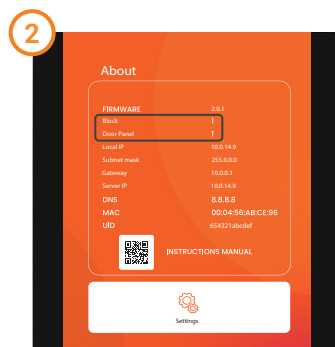 2
About
FIRMWARE 2.0.1
Block 1
Door Panel 1
Local IP 10.0.14.9
Subnet mask 255.0.0.0
Gateway 10.0.0.1
Server IP 10.0.14.9
DNS 8.8.8.8
MAC 00:04:56:AB:CE:96
UID 654321abcdef
INSTRUCTIONS MANUAL
Settings